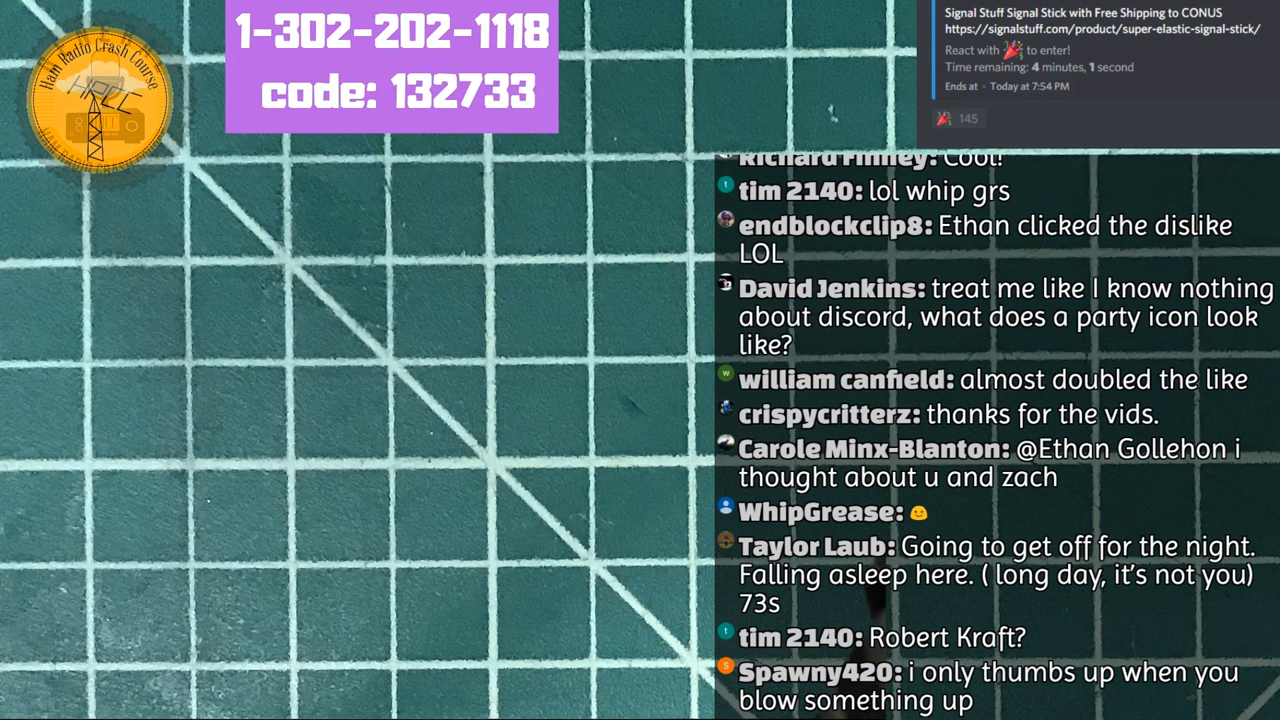 Ham Radio Crash Course
1-302-202-1118
code: 132733
Signal Stuff Signal Stick with Free Shipping to CONUS
https://signalstuff.com/product/super-elastic-signal-stick/
React with 🎉 to enter!
Time remaining: 4 minutes, 1 second
Ends at • Today at 7:54 PM
🎉 145
Richard Finney: Cool!
tim 2140: lol whip grs
endblockclip8: Ethan clicked the dislike
LOL
David Jenkins: treat me like I know nothing
about discord, what does a party icon look
like?
william canfield: almost doubled the like
crispycritterz: thanks for the vids.
Carole Minx-Blanton: @Ethan Gollehon i
thought about u and zach
WhipGrease: 😉
Taylor Laub: Going to get off for the night.
Falling asleep here. ( long day, it's not you)
73s
tim 2140: Robert Kraft?
Spawny420: i only thumbs up when you
blow something up